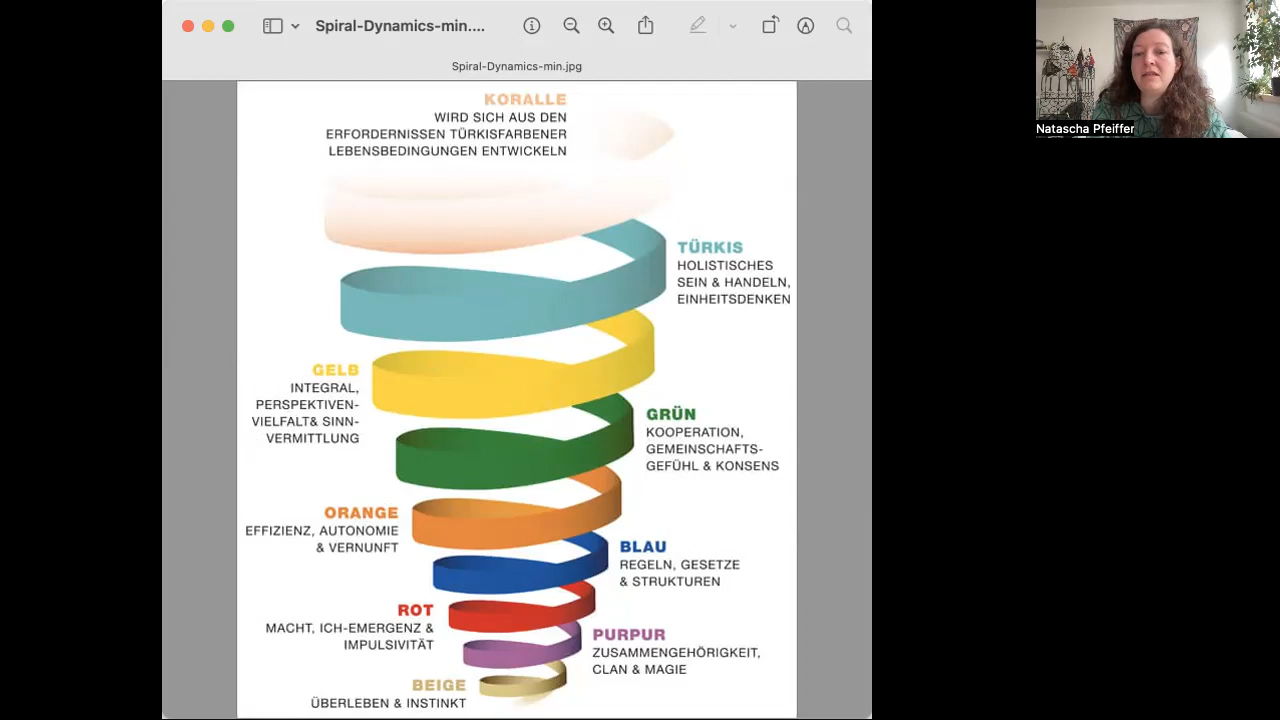 Spiral-Dynamics-min....
Spiral-Dynamics-min.jpg
Natascha Pfeiffer
KORALLE
WIRD SICH AUS DEN
ERFORDERNISSEN TÜRKISFARBENER
LEBENSBEDINGUNGEN ENTWICKELN
TÜRKIS
HOLISTISCHES
SEIN & HANDELN,
EINHEITSDENKEN
GELB
INTEGRAL,
PERSPEKTIVEN-
VIELFALT& SINN-
VERMITTLUNG
GRÜN
KOOPERATION,
GEMEINSCHAFTS-
GEFÜHL & KONSENS
ORANGE
EFFIZIENZ, AUTONOMIE
& VERNUNFT
BLAU
REGELN, GESETZE
& STRUKTUREN
ROT
MACHT, ICH-EMERGENZ &
IMPULSIVITÄT
PURPUR
ZUSAMMENGEHÖRIGKEIT,
CLAN & MAGIE
BEIGE
ÜBERLEBEN & INSTINKT